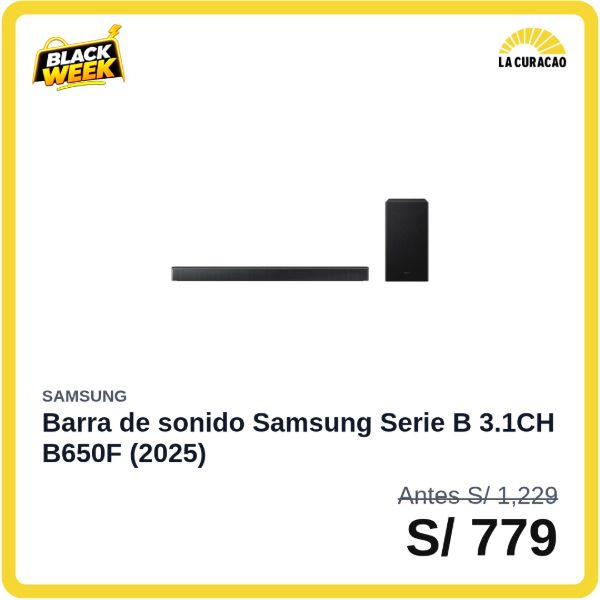 BLACK
WEEK
LA CURACAO
SAMSUNG
Barra de sonido Samsung Serie B 3.1CH
B650F (2025)
Antes S/ 1,229
S/ 779